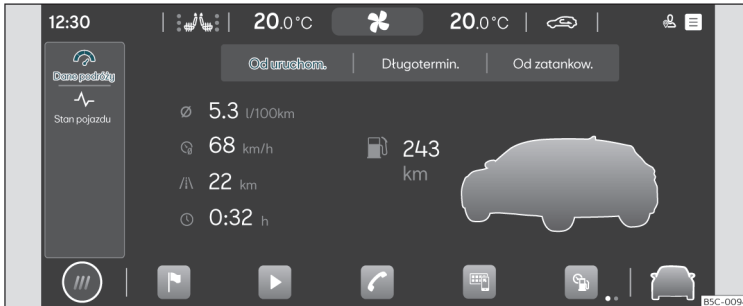 12:30
20.0°C
20.0°C
Dane podróży
Od uruchom.
Długotermin.
Od zatankow.
Stan pojazdu
Ø 5.3 l/100km
68 km/h
22 km
0:32 h
243
km
B5C-009